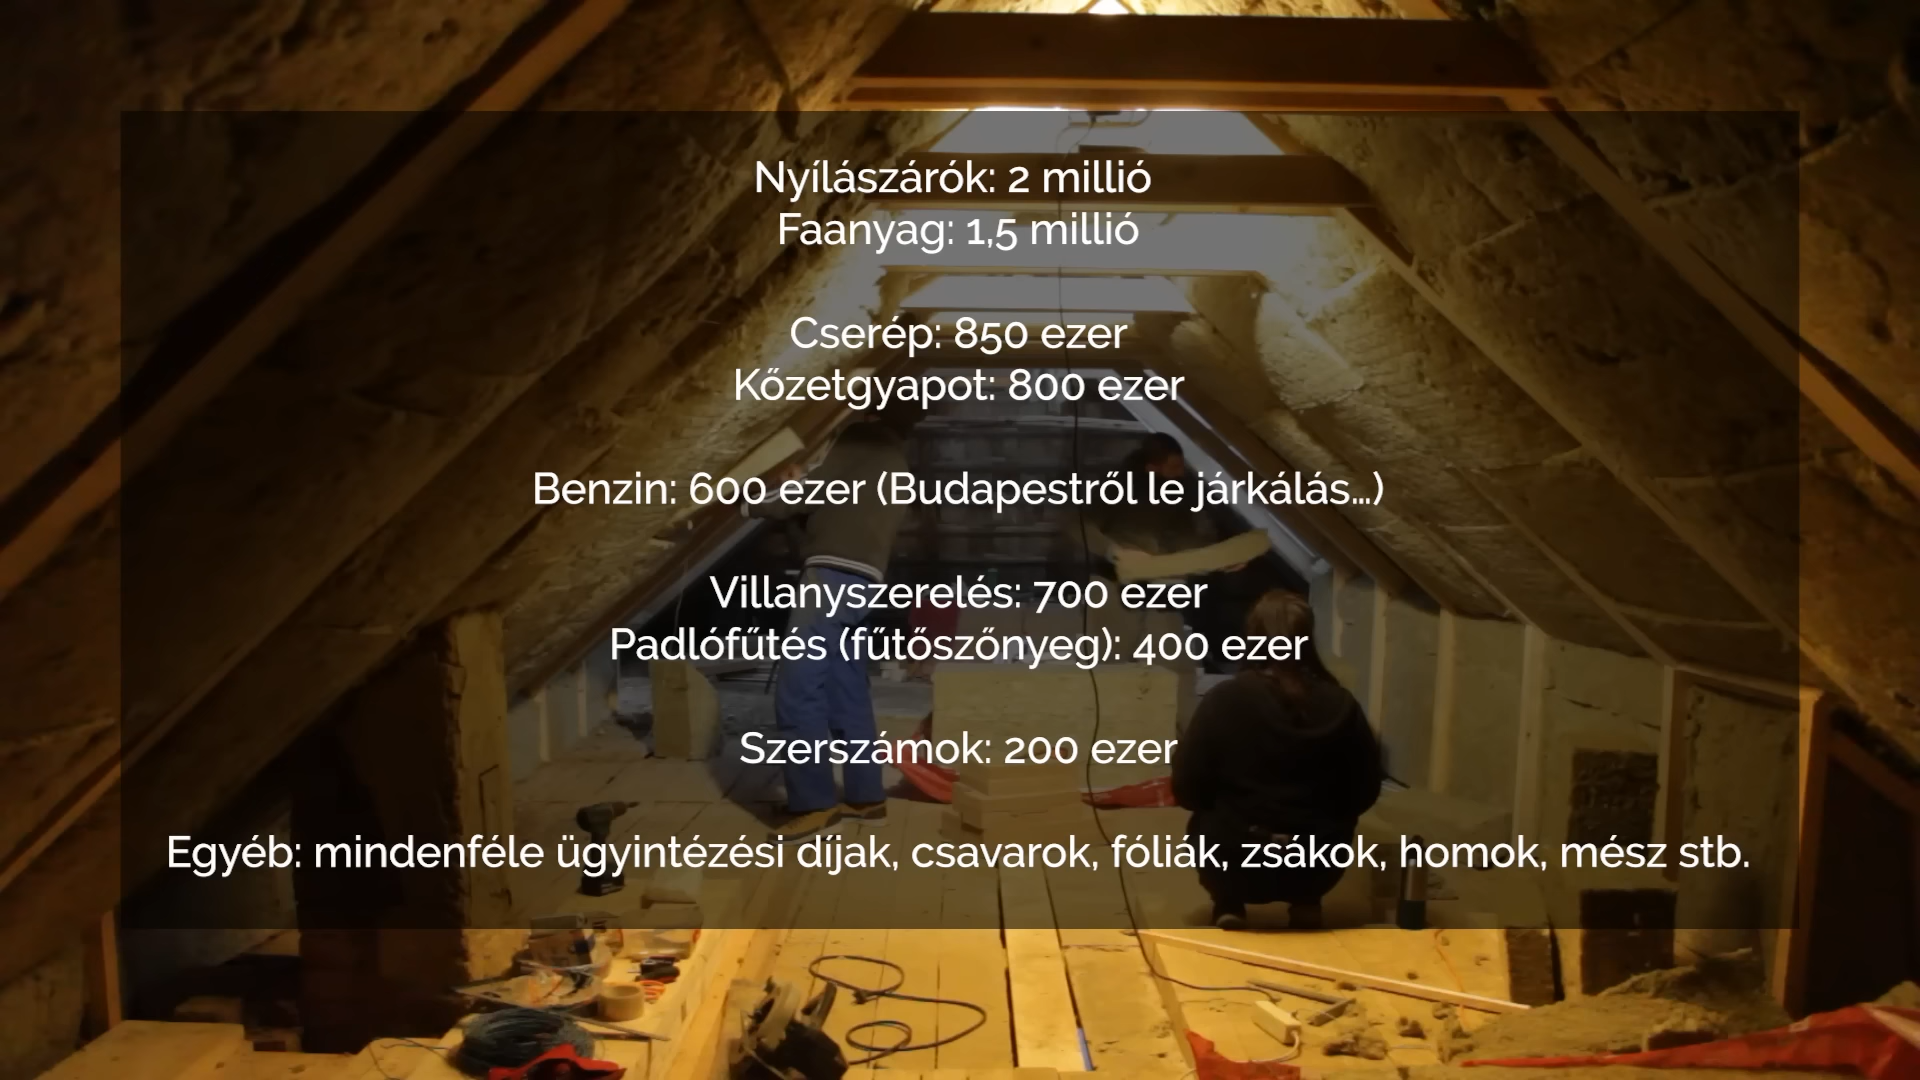 Nyílászárók: 2 millió
Faanyag: 1,5 millió
Cserép: 850 ezer
Kőzetgyapot: 800 ezer
Benzin: 600 ezer (Budapestről le járkálás...)
Villanyszerelés: 700 ezer
Padlófűtés (fűtőszőnyeg): 400 ezer
Szerszámok: 200 ezer
Egyéb: mindenféle ügyintézési díjak, csavarok, fóliák, zsákok, homok, mész stb.